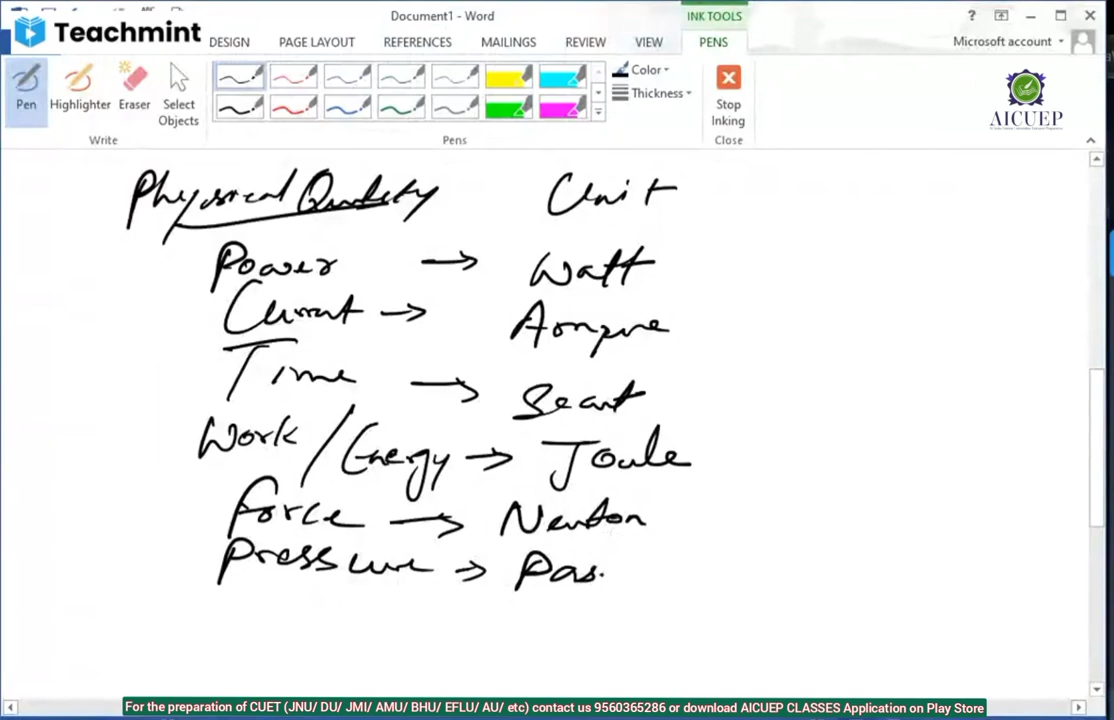 Document1 - Word
INK TOOLS
Teachmint
DESIGN PAGE LAYOUT REFERENCES MAILINGS REVIEW VIEW PENS
Microsoft account
Pen Highlighter Eraser Select Objects
Color
Thickness
Stop Inking
Write Pens Close
AICUEP
Physical Unit
Power → Watt
Current → Ampere
Time →
Work / Energy → Joule
Force → Newton
Pressure → Pas
For the preparation of CUET (JNU/ DU/ JMI/ AMU/ BHU/ EFLU/ AU/ etc) contact us 9560365286 or download AICUEP CLASSES Application on Play Store